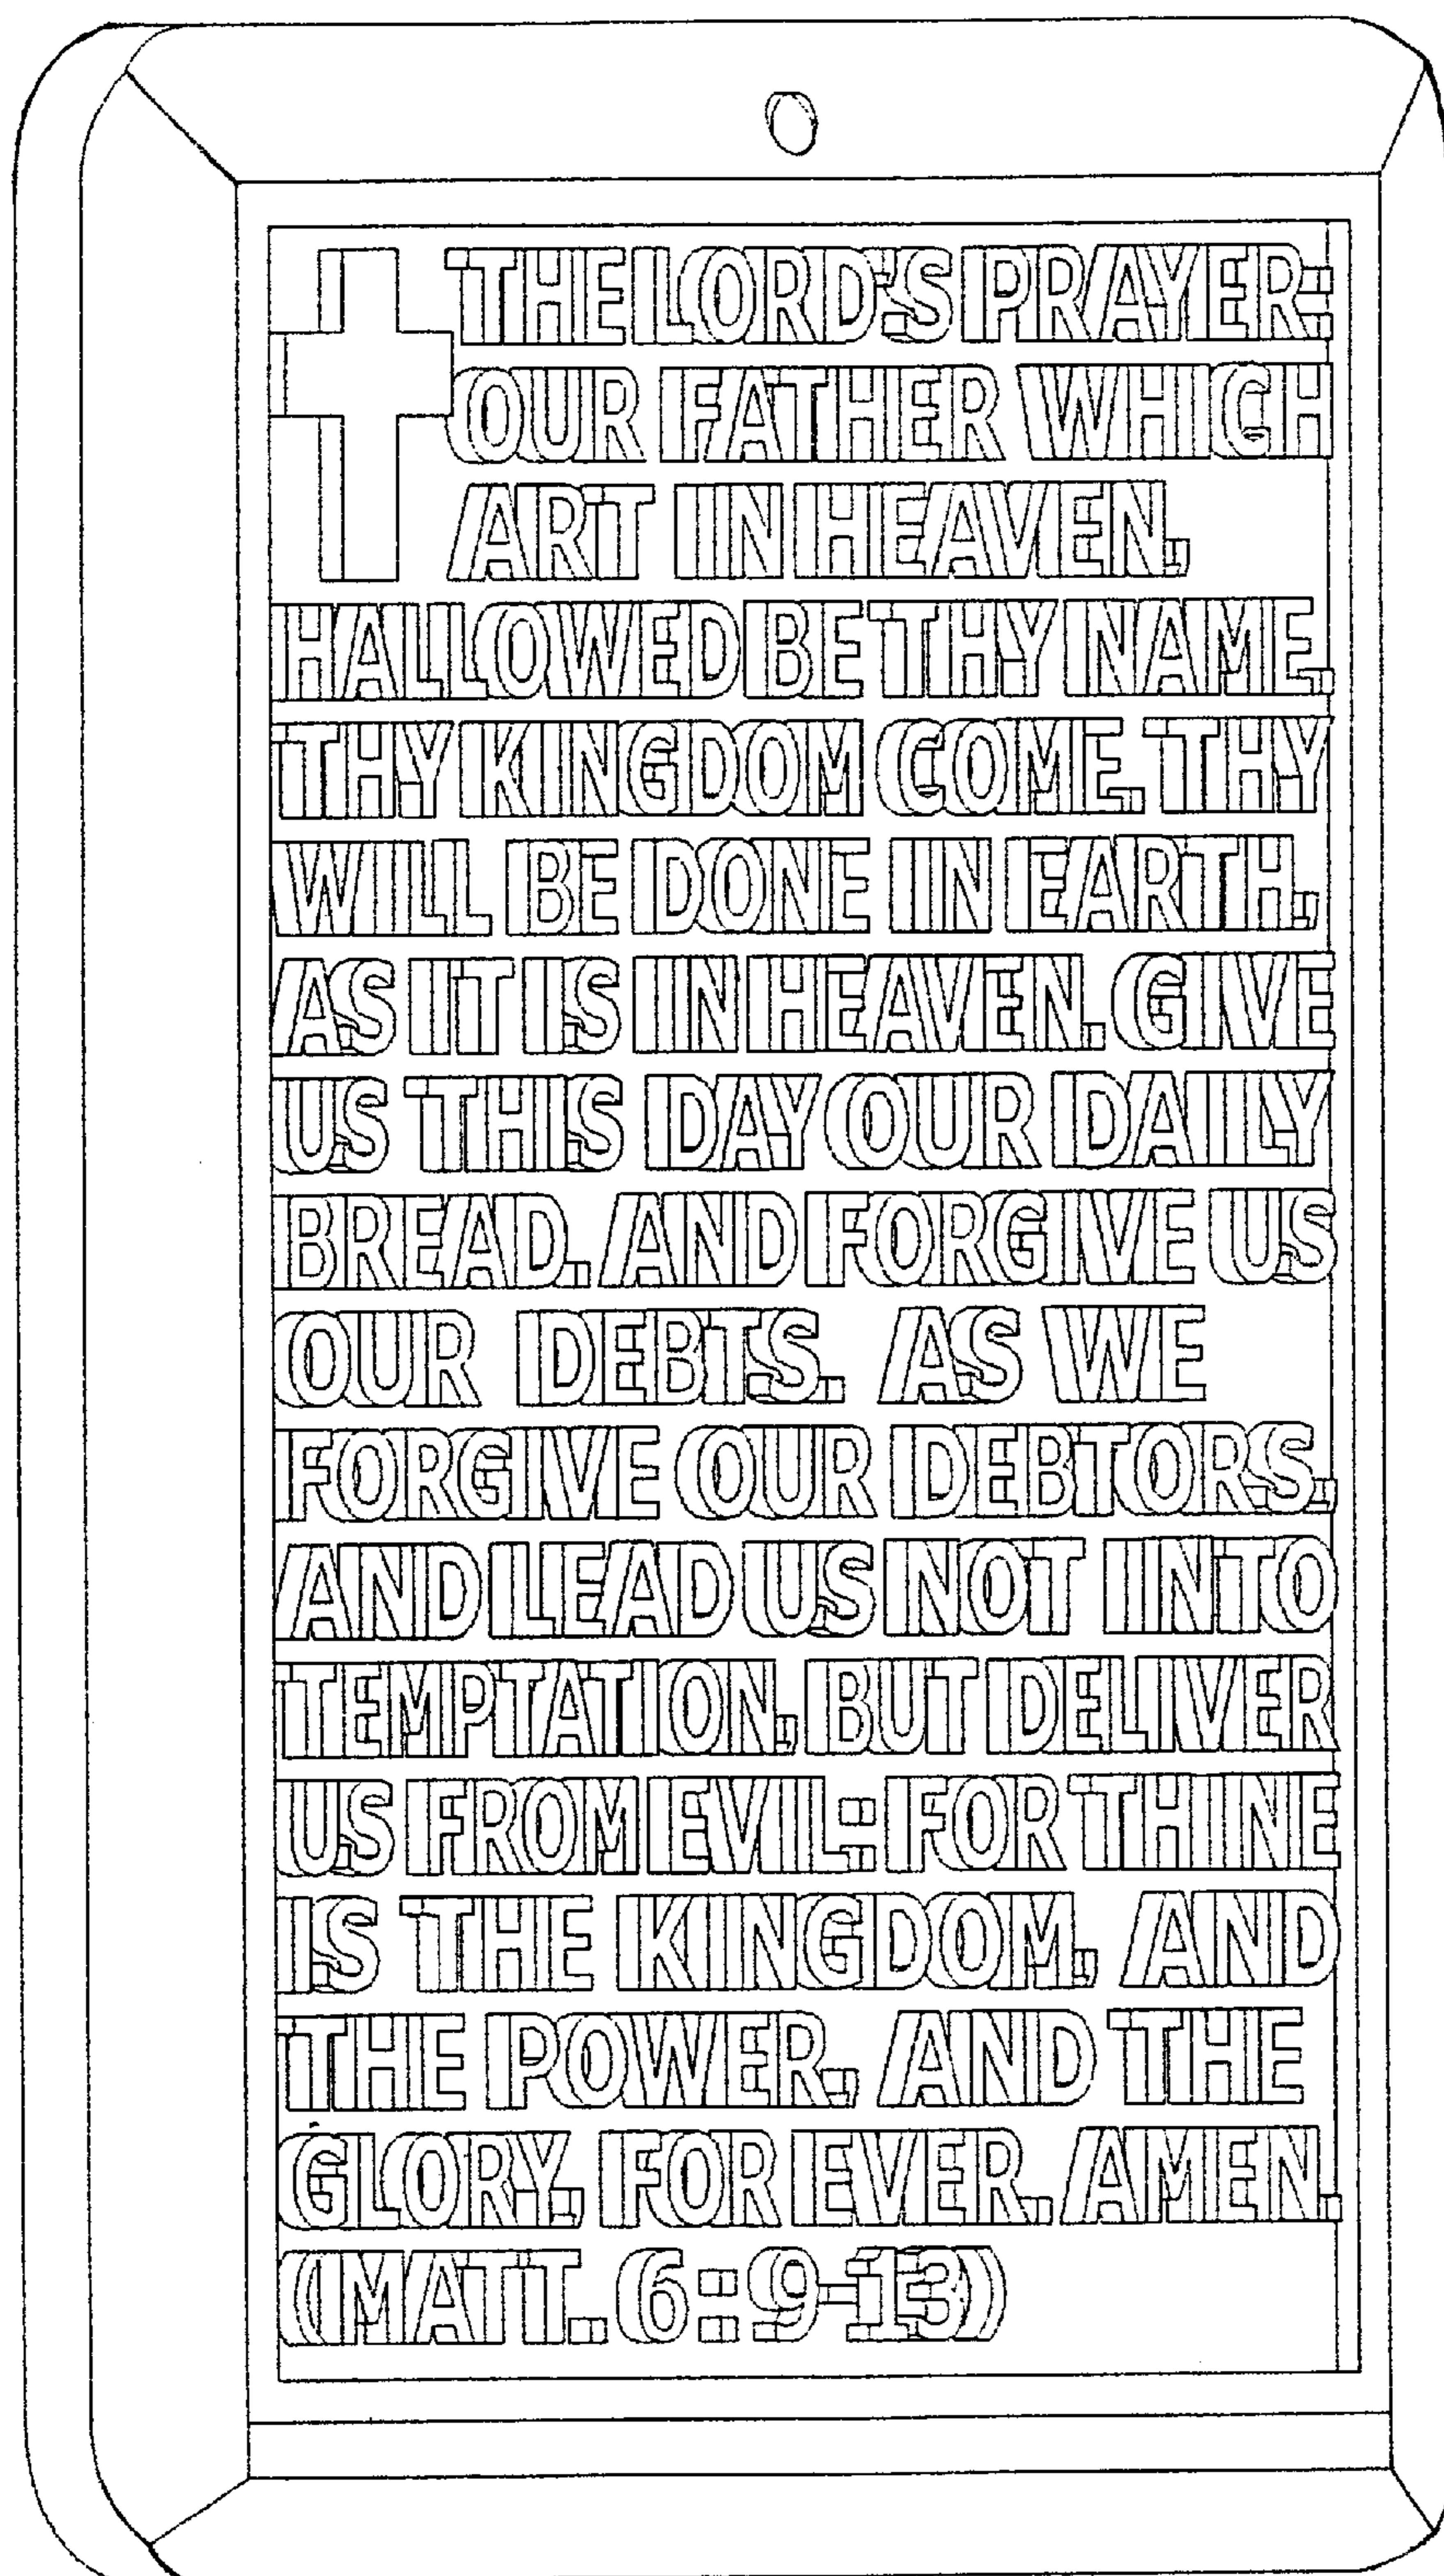 THE LORD'S PRAYER:
OUR FATHER WHICH
ART IN HEAVEN,
HALLOWED BE THY NAME.
THY KINGDOM COME. THY
WILL BE DONE IN EARTH,
AS IT IS IN HEAVEN. GIVE
US THIS DAY OUR DAILY
BREAD. AND FORGIVE US
OUR DEBTS. AS WE
FORGIVE OUR DEBTORS,
AND LEAD US NOT INTO
TEMPTATION, BUT DELIVER
US FROM EVIL: FOR THINE
IS THE KINGDOM, AND
THE POWER, AND THE
GLORY, FOR EVER. AMEN.
(MATT. 6:9-13)